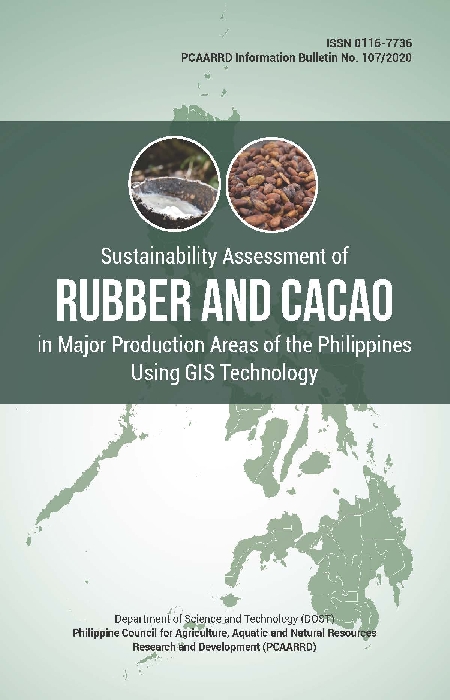 ISSN 0116-7736
PCAARRD Information Bulletin No. 107/2020
Sustainability Assessment of
RUBBER AND CACAO
in Major Production Areas of the Philippines
Using GIS Technology
Department of Science and Technology (DOST)
Philippine Council for Agriculture, Aquatic and Natural Resources
Research and Development (PCAARRD)